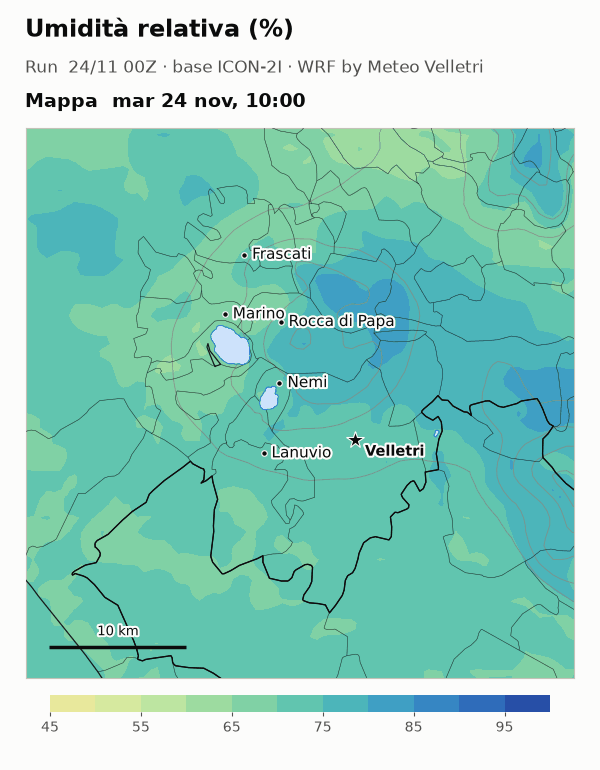 Umidità relativa (%)
Run  24/11 00Z · base ICON-2I · WRF by Meteo Velletri
Mappa  mar 24 nov, 10:00
Frascati
Marino
Rocca di Papa
Nemi
Velletri
Lanuvio
10 km
45 55 65 75 85 95